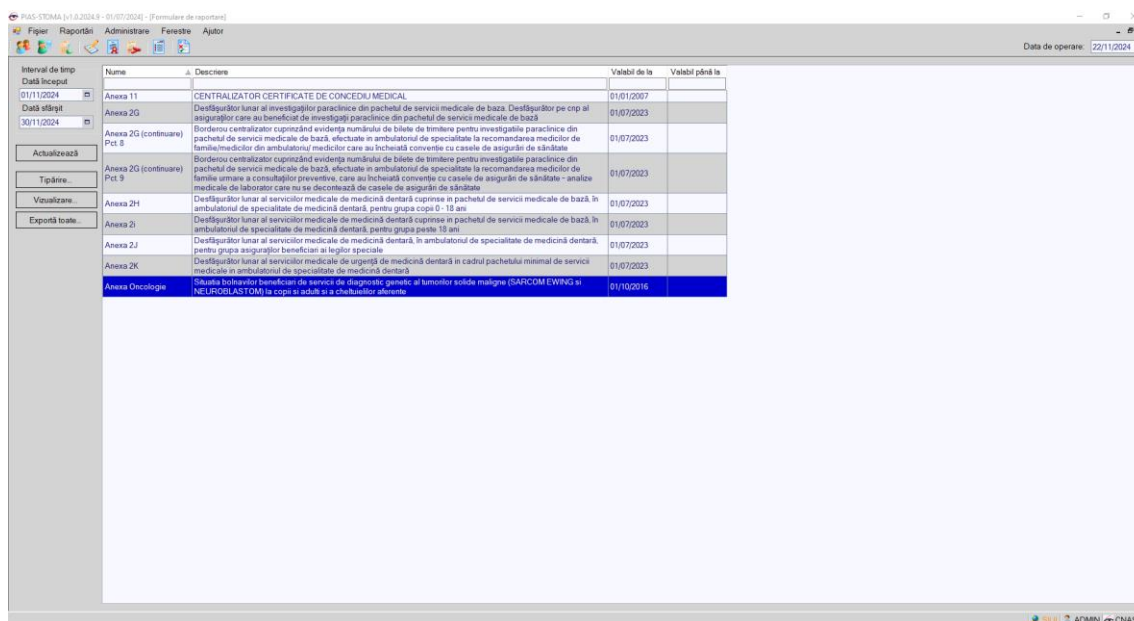 PIAS-STOMA [v1.0.2024.9 - 01/07/2024] - [Formulare de raportare]
Fișier Raportări Administrare Ferestre Ajutor
Data de operare: 22/11/2024
Interval de timp
Dată început
01/11/2024
Dată sfârșit
30/11/2024
Actualizează
Tipărire...
Vizualizare...
Exportă toate...
Nume Descriere Valabil de la Valabil până la
Anexa 11 CENTRALIZATOR CERTIFICATE DE CONCEDIU MEDICAL 01/01/2007
Anexa 2G Desfășurător lunar al investigațiilor paraclinice din pachetul de servicii medicale de baza. Desfășurător pe cnp al
asiguraților care au beneficiat de investigații paraclinice din pachetul de servicii medicale de bază 01/07/2023
Anexa 2G (continuare) Pct. 8 Borderou centralizator cuprinzând evidența numărului de bilete de trimitere pentru investigatiile paraclinice din
pachetul de servicii medicale de bază, efectuate in ambulatoriul de specialitate la recomandarea medicilor de
familie/medicilor din ambulatoriu/ medicilor care au încheiată convenție cu casele de asigurări de sănătate 01/07/2023
Anexa 2G (continuare) Pct. 9 Borderou centralizator cuprinzând evidența numărului de bilete de trimitere pentru investigatiile paraclinice din
pachetul de servicii medicale de bază, efectuate in ambulatoriul de specialitate la recomandarea medicilor de
familie urmare a consultațiilor preventive, care au încheiată convenție cu casele de asigurări de sănătate - analize
medicale de laborator care nu se decontează de casele de asigurări de sănătate 01/07/2023
Anexa 2H Desfășurător lunar al serviciilor medicale de medicină dentară cuprinse in pachetul de servicii medicale de bază, în
ambulatoriul de specialitate de medicină dentară, pentru grupa copii 0 - 18 ani 01/07/2023
Anexa 2i Desfășurător lunar al serviciilor medicale de medicină dentară cuprinse in pachetul de servicii medicale de bază, în
ambulatoriul de specialitate de medicină dentară, pentru grupa peste 18 ani 01/07/2023
Anexa 2J Desfășurător lunar al serviciilor medicale de medicină dentară, în ambulatoriul de specialitate de medicină dentară,
pentru grupa asiguraților beneficiari ai legilor speciale 01/07/2023
Anexa 2K Desfășurător lunar al serviciilor medicale de urgență de medicină dentară in cadrul pachetului minimal de servicii
medicale in ambulatoriul de specialitate de medicină dentară 01/07/2023
Anexa Oncologie Situatia bolnavilor beneficiari de servicii de diagnostic genetic al tumorilor solide maligne (SARCOM EWING si
NEUROBLASTOM) la copii si adulti si a cheltuielilor aferente 01/10/2016
ADMIN CNAS